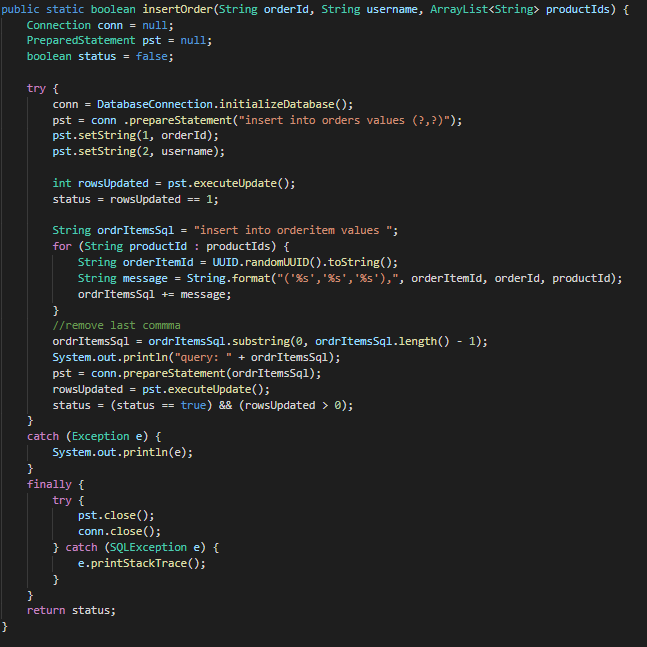 public static boolean insertOrder(String orderId, String username, ArrayList<String> productIds) {
    Connection conn = null;
    PreparedStatement pst = null;
    boolean status = false;

    try {
        conn = DatabaseConnection.initializeDatabase();
        pst = conn .prepareStatement("insert into orders values (?,?)");
        pst.setString(1, orderId);
        pst.setString(2, username);

        int rowsUpdated = pst.executeUpdate();
        status = rowsUpdated == 1;

        String ordrItemsSql = "insert into orderitem values ";
        for (String productId : productIds) {
            String orderItemId = UUID.randomUUID().toString();
            String message = String.format("('%s','%s','%s'),", orderItemId, orderId, productId);
            ordrItemsSql += message;
        }
        //remove last commma
        ordrItemsSql = ordrItemsSql.substring(0, ordrItemsSql.length() - 1);
        System.out.println("query: " + ordrItemsSql);
        pst = conn.prepareStatement(ordrItemsSql);
        rowsUpdated = pst.executeUpdate();
        status = (status == true) && (rowsUpdated > 0);
    }
    catch (Exception e) {
        System.out.println(e);
    }
    finally {
        try {
            pst.close();
            conn.close();
        } catch (SQLException e) {
            e.printStackTrace();
        }
    }
    return status;
}